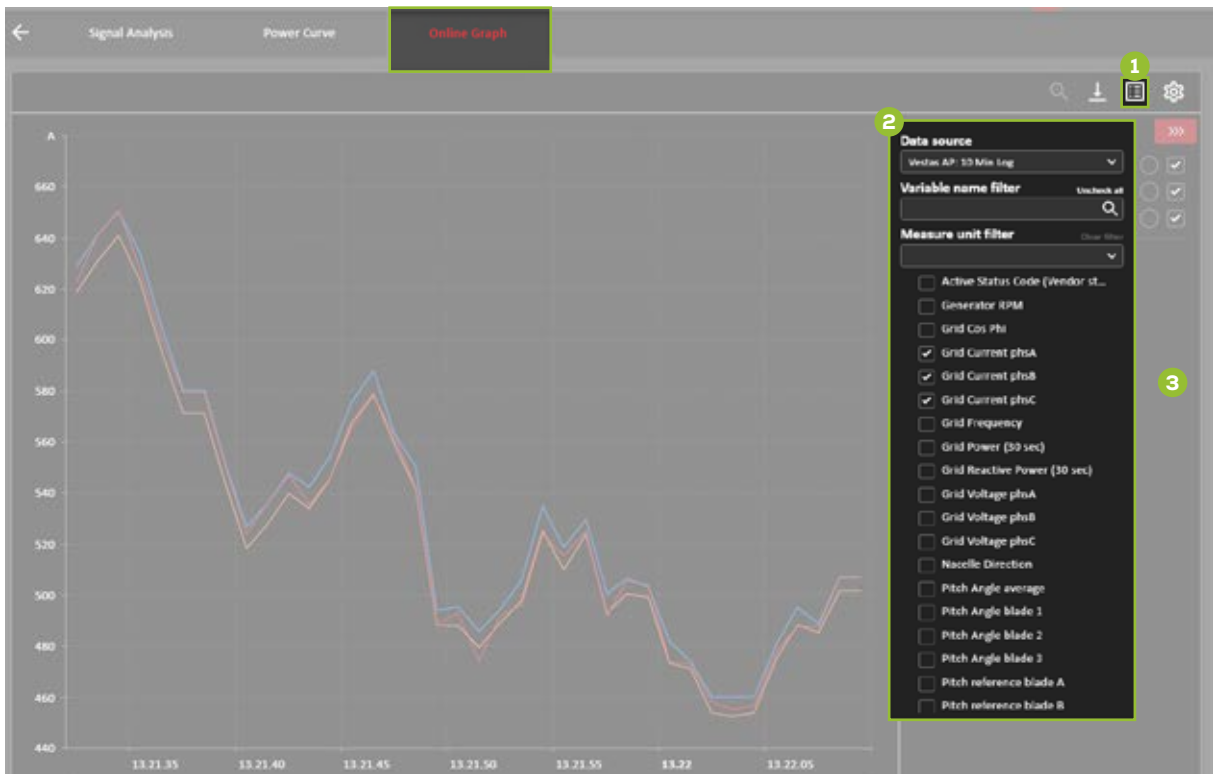 Signal Analysis
Power Curve
Online Graph
1
2
Data source
Vestas AP: 10 Min Log
Variable name filter
Uncheck all
Measure unit filter
Clear filter
Active Status Code (Vendor st...
Generator RPM
Grid Cos Phi
Grid Current phsA
Grid Current phsB
Grid Current phsC
Grid Frequency
Grid Power (30 sec)
Grid Reactive Power (30 sec)
Grid Voltage phsA
Grid Voltage phsB
Grid Voltage phsC
Nacelle Direction
Pitch Angle average
Pitch Angle blade 1
Pitch Angle blade 2
Pitch Angle blade 3
Pitch reference blade A
Pitch reference blade B
3
A
660
640
620
600
580
560
540
520
500
480
460
440
13.21.35
13.21.40
13.21.45
13.21.50
13.21.55
13.22
13.22.05